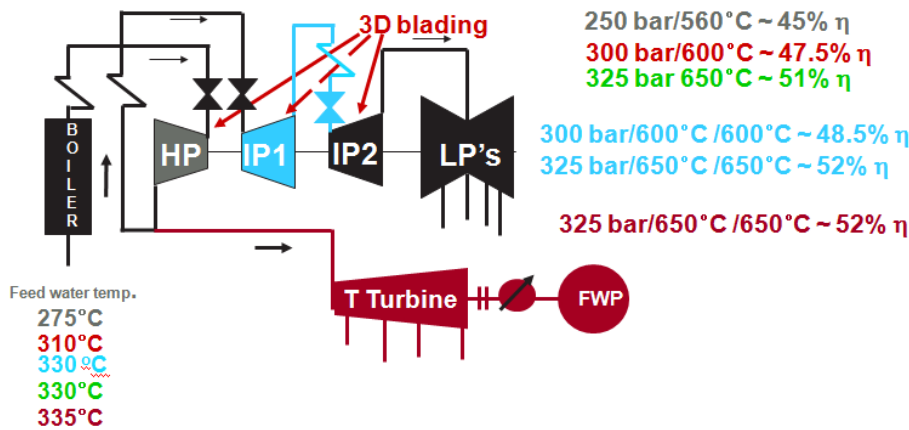 3D blading
250 bar/560°C ~ 45% η
300 bar/600°C ~ 47.5% η
325 bar 650°C ~ 51% η
300 bar/600°C /600°C ~ 48.5% η
325 bar/650°C /650°C ~ 52% η
325 bar/650°C /650°C ~ 52% η
BOILER
HP
IP1
IP2
LP's
T Turbine
FWP
Feed water temp.
275°C
310°C
330 ºC
330°C
335°C